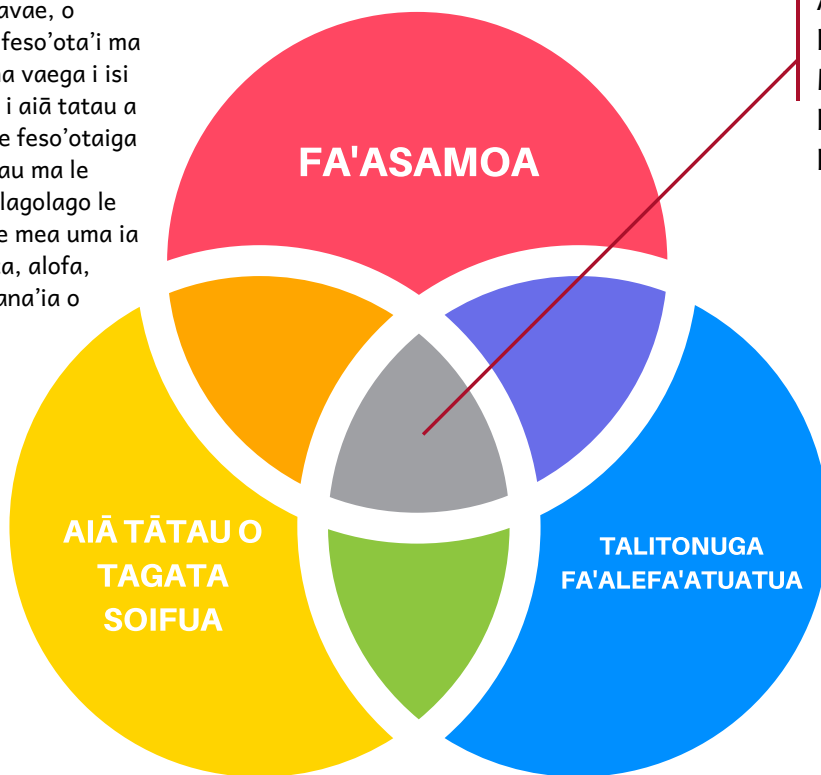 avae, o
feso'ota'i ma
a vaega i isi
i aiā tatau a
e feso'otaiga
au ma le
lagolago le
e mea uma ia
a, alofa,
ana'ia o
FA'ASAMOA
AIĀ TĀTAU O
TAGATA
SOIFUA
TALITONUGA
FA'ALEFA'ATUATUA